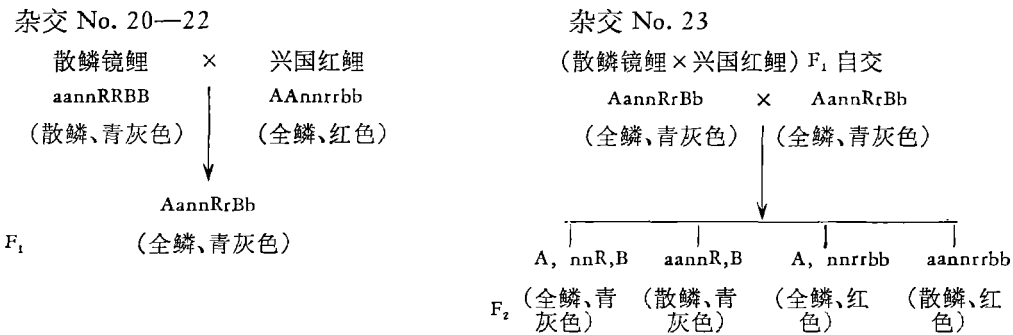 杂交 No. 20—22
散鳞镜鲤 × 兴国红鲤
aannRRBB AAnnrrbb
(散鳞、青灰色) (全鳞、红色)
AannRrBb
F₁ (全鳞、青灰色)
杂交 No. 23
(散鳞镜鲤×兴国红鲤) F₁ 自交
AannRrBb × AannRrBb
(全鳞、青灰色) (全鳞、青灰色)
A, nnR,B aannR,B A, nnrrbb aannrrbb
F₂ (全鳞、青 (散鳞、青 (全鳞、红 (散鳞、红
灰色) 灰色) 色) 色)